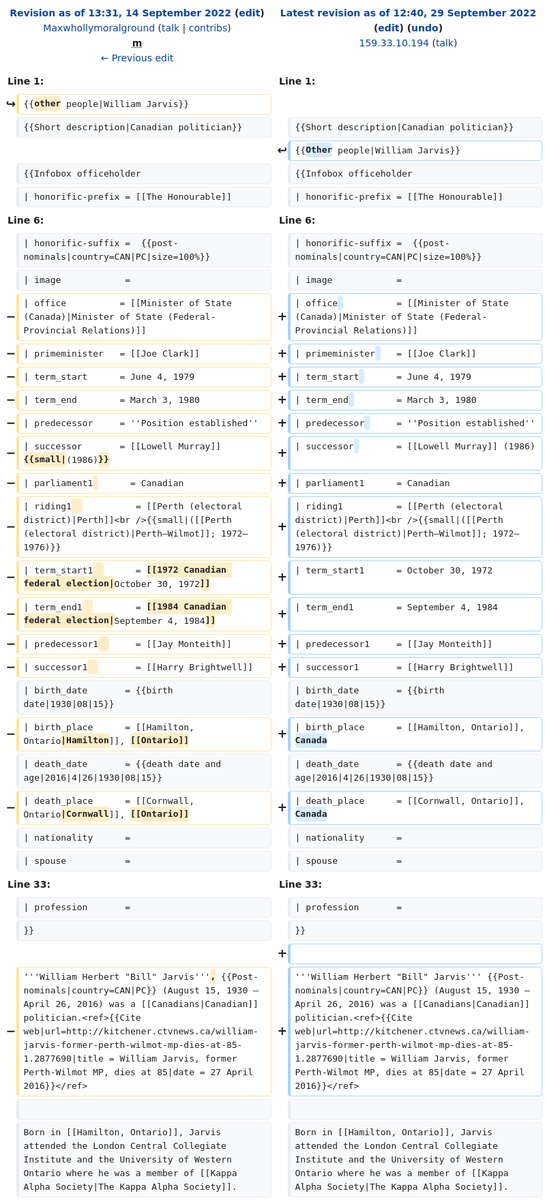 Revision as of 13:31, 14 September 2022 (edit)
Maxwhollymoralground (talk | contribs)
m
← Previous edit
Latest revision as of 12:40, 29 September 2022
(edit) (undo)
159.33.10.194 (talk)
Line 1:
Line 1:
{{other people|William Jarvis}}
{{Short description|Canadian politician}}
{{Short description|Canadian politician}}
{{Other people|William Jarvis}}
{{Infobox officeholder
{{Infobox officeholder
| honorific-prefix = [[The Honourable]]
| honorific-prefix = [[The Honourable]]
Line 6:
Line 6:
| honorific-suffix =  {{post-
nominals|country=CAN|PC|size=100%}}
| honorific-suffix =  {{post-
nominals|country=CAN|PC|size=100%}}
| image            =
| image            =
− | office          = [[Minister of State
(Canada)|Minister of State (Federal-
Provincial Relations)]]
+ | office           = [[Minister of State
(Canada)|Minister of State (Federal-
Provincial Relations)]]
− | primeminister   = [[Joe Clark]]
+ | primeminister    = [[Joe Clark]]
− | term_start      = June 4, 1979
+ | term_start       = June 4, 1979
− | term_end        = March 3, 1980
+ | term_end         = March 3, 1980
− | predecessor     = ''Position established''
+ | predecessor      = ''Position established''
− | successor       = [[Lowell Murray]]
{{small|(1986)}}
+ | successor        = [[Lowell Murray]] (1986)
− | parliament1       = Canadian
+ | parliament1      = Canadian
− | riding1           = [[Perth (electoral
district)|Perth]]<br />{{small|([[Perth
(electoral district)|Perth–Wilmot]]; 1972–
1976)}}
+ | riding1          = [[Perth (electoral
district)|Perth]]<br />{{small|([[Perth
(electoral district)|Perth–Wilmot]]; 1972–
1976)}}
− | term_start1        = [[1972 Canadian
federal election|October 30, 1972]]
+ | term_start1      = October 30, 1972
− | term_end1          = [[1984 Canadian
federal election|September 4, 1984]]
+ | term_end1        = September 4, 1984
− | predecessor1       = [[Jay Monteith]]
+ | predecessor1     = [[Jay Monteith]]
− | successor1         = [[Harry Brightwell]]
+ | successor1       = [[Harry Brightwell]]
| birth_date       = {{birth
date|1930|08|15}}
| birth_date       = {{birth
date|1930|08|15}}
− | birth_place      = [[Hamilton,
Ontario|Hamilton]], [[Ontario]]
+ | birth_place      = [[Hamilton, Ontario]],
Canada
| death_date       = {{death date and
age|2016|4|26|1930|08|15}}
| death_date       = {{death date and
age|2016|4|26|1930|08|15}}
− | death_place      = [[Cornwall,
Ontario|Cornwall]], [[Ontario]]
+ | death_place      = [[Cornwall, Ontario]],
Canada
| nationality      =
| nationality      =
| spouse           =
| spouse           =
Line 33:
Line 33:
| profession       =
| profession       =
}}
}}
+
− '''William Herbert "Bill" Jarvis''', {{Post-
nominals|country=CAN|PC}} (August 15, 1930 –
April 26, 2016) was a [[Canadians|Canadian]]
politician.<ref>{{Cite
web|url=http://kitchener.ctvnews.ca/william-
jarvis-former-perth-wilmot-mp-dies-at-85-
1.2877690|title = William Jarvis, former
Perth-Wilmot MP, dies at 85|date = 27 April
2016}}</ref>
+ '''William Herbert "Bill" Jarvis''' {{Post-
nominals|country=CAN|PC}} (August 15, 1930 –
April 26, 2016) was a [[Canadians|Canadian]]
politician.<ref>{{Cite
web|url=http://kitchener.ctvnews.ca/william-
jarvis-former-perth-wilmot-mp-dies-at-85-
1.2877690|title = William Jarvis, former
Perth-Wilmot MP, dies at 85|date = 27 April
2016}}</ref>
Born in [[Hamilton, Ontario]], Jarvis
attended the London Central Collegiate
Institute and the University of Western
Ontario where he was a member of [[Kappa
Alpha Society|The Kappa Alpha Society]].
Born in [[Hamilton, Ontario]], Jarvis
attended the London Central Collegiate
Institute and the University of Western
Ontario where he was a member of [[Kappa
Alpha Society|The Kappa Alpha Society]].